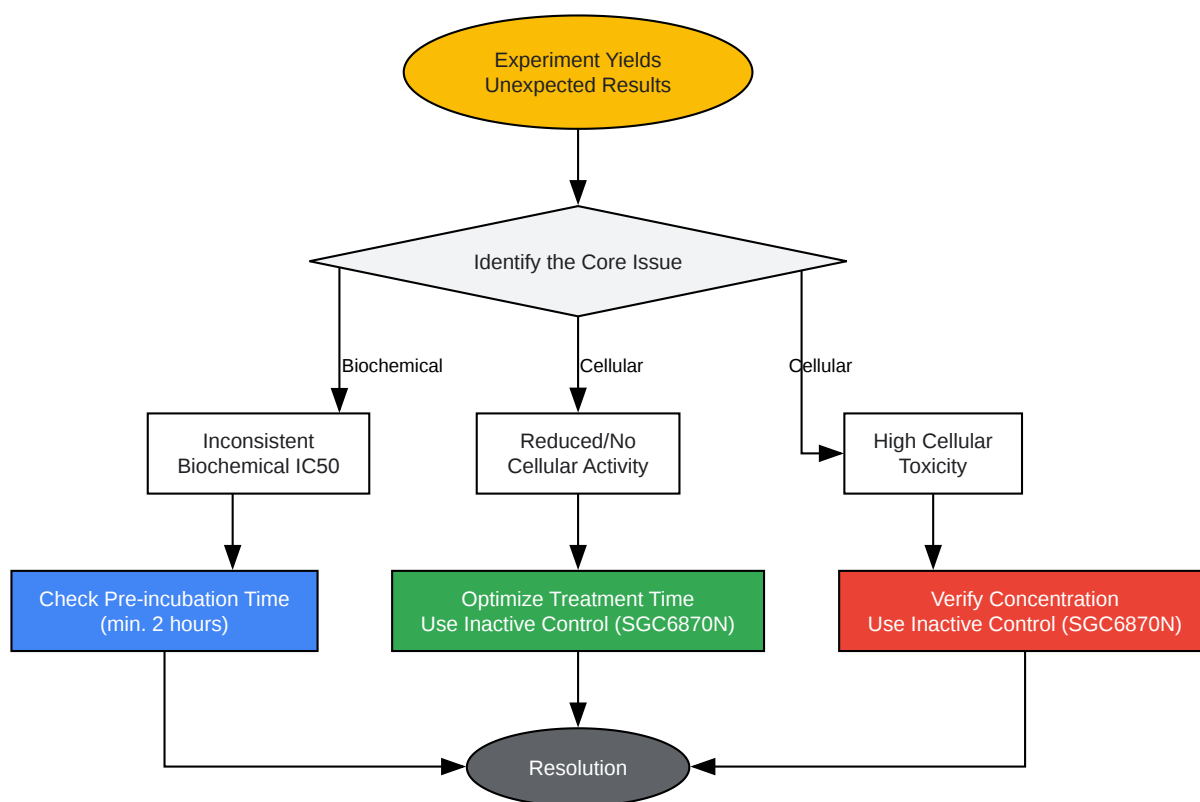 Experiment Yields
Unexpected Results
Identify the Core Issue
Biochemical
Cellular
Cellular
Inconsistent
Biochemical IC50
Reduced/No
Cellular Activity
High Cellular
Toxicity
Check Pre-incubation Time
(min. 2 hours)
Optimize Treatment Time
Use Inactive Control (SGC6870N)
Verify Concentration
Use Inactive Control (SGC6870N)
Resolution